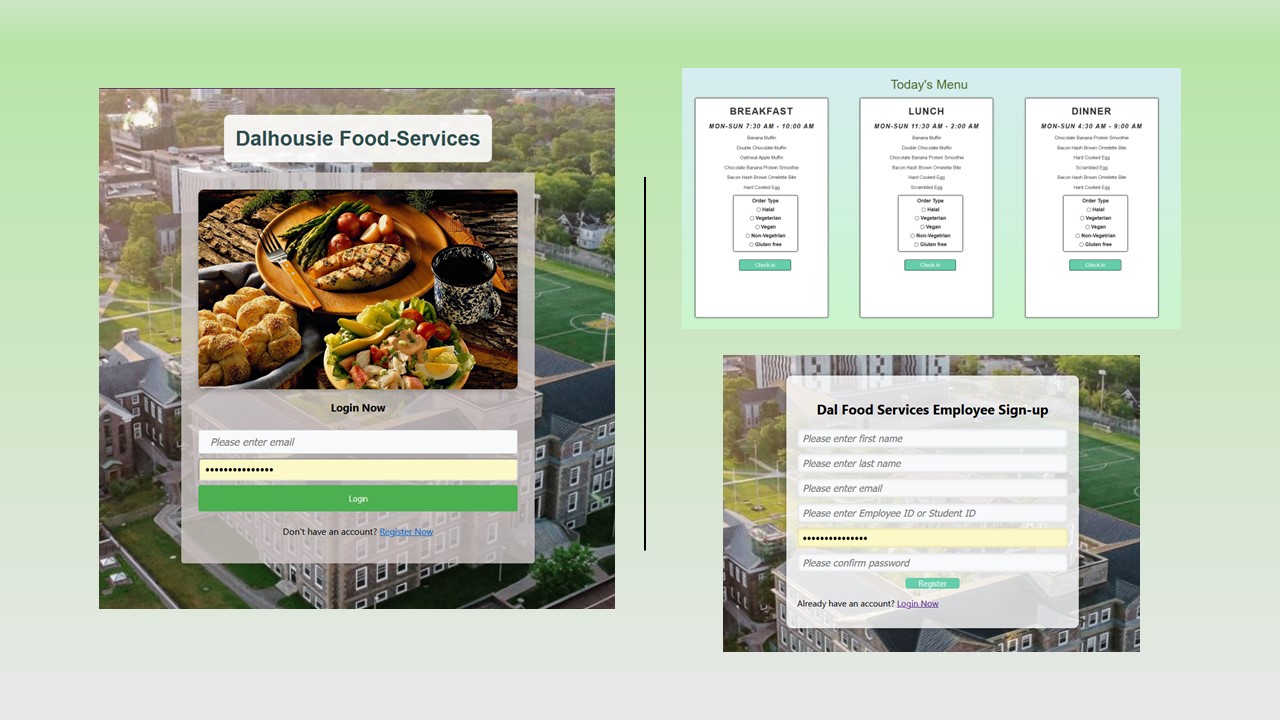 Dalhousie Food-Services
Login Now
Please enter email
•••••••••••••••
Login
Don't have an account? Register Now
Today's Menu
BREAKFAST
MON-SUN 7:30 AM - 10:00 AM
Banana Muffin
Double Chocolate Muffin
Oatmeal Apple Muffin
Chocolate Banana Protein Smoothie
Bacon Hash Brown Omelette Bite
Hard Cooked Egg
Order Type
Halal
Vegeterian
Vegan
Non-Vegetrian
Gluten free
Check in
LUNCH
MON-SUN 11:30 AM - 2:00 AM
Banana Muffin
Double Chocolate Muffin
Chocolate Banana Protein Smoothie
Bacon Hash Brown Omelette Bite
Hard Cooked Egg
Scrambled Egg
Order Type
Halal
Vegeterian
Vegan
Non-Vegetrian
Gluten free
Check in
DINNER
MON-SUN 4:30 AM - 9:00 AM
Chocolate Banana Protein Smoothie
Bacon Hash Brown Omelette Bite
Hard Cooked Egg
Scrambled Egg
Bacon Hash Brown Omelette Bite
Hard Cooked Egg
Order Type
Halal
Vegeterian
Vegan
Non-Vegetrian
Gluten free
Check in
Dal Food Services Employee Sign-up
Please enter first name
Please enter last name
Please enter email
Please enter Employee ID or Student ID
•••••••••••••••
Please confirm password
Register
Already have an account? Login Now